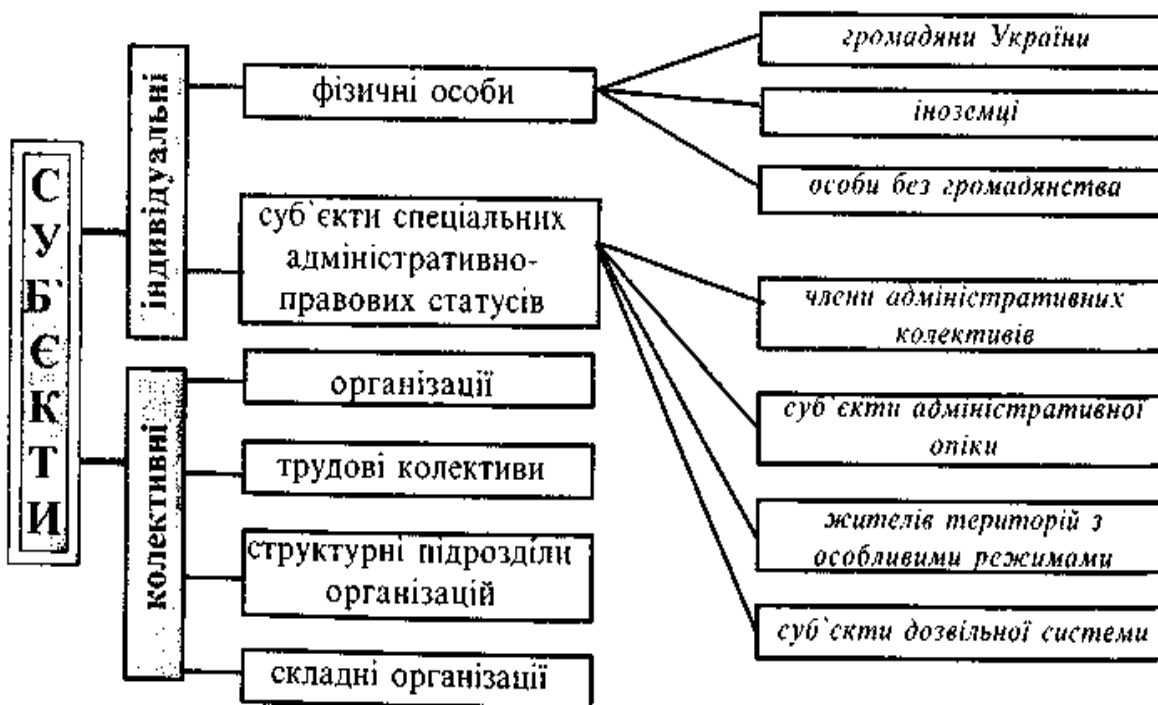 СУБ`ЄКТИ
індивідуальні
фізичні особи
громадяни України
іноземці
особи без громадянства
суб`єкти спеціальних
адміністративно-
правових статусів
члени адміністративних
колективів
суб`єкти адміністративної
опіки
жителів територій з
особливими режимами
суб`єкти дозвільної системи
колективні
організації
трудові колективи
структурні підрозділи
організацій
складні організації